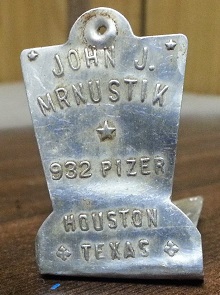 JOHN J.
MRNUSTIK
932 PIZER
HOUSTON
TEXAS